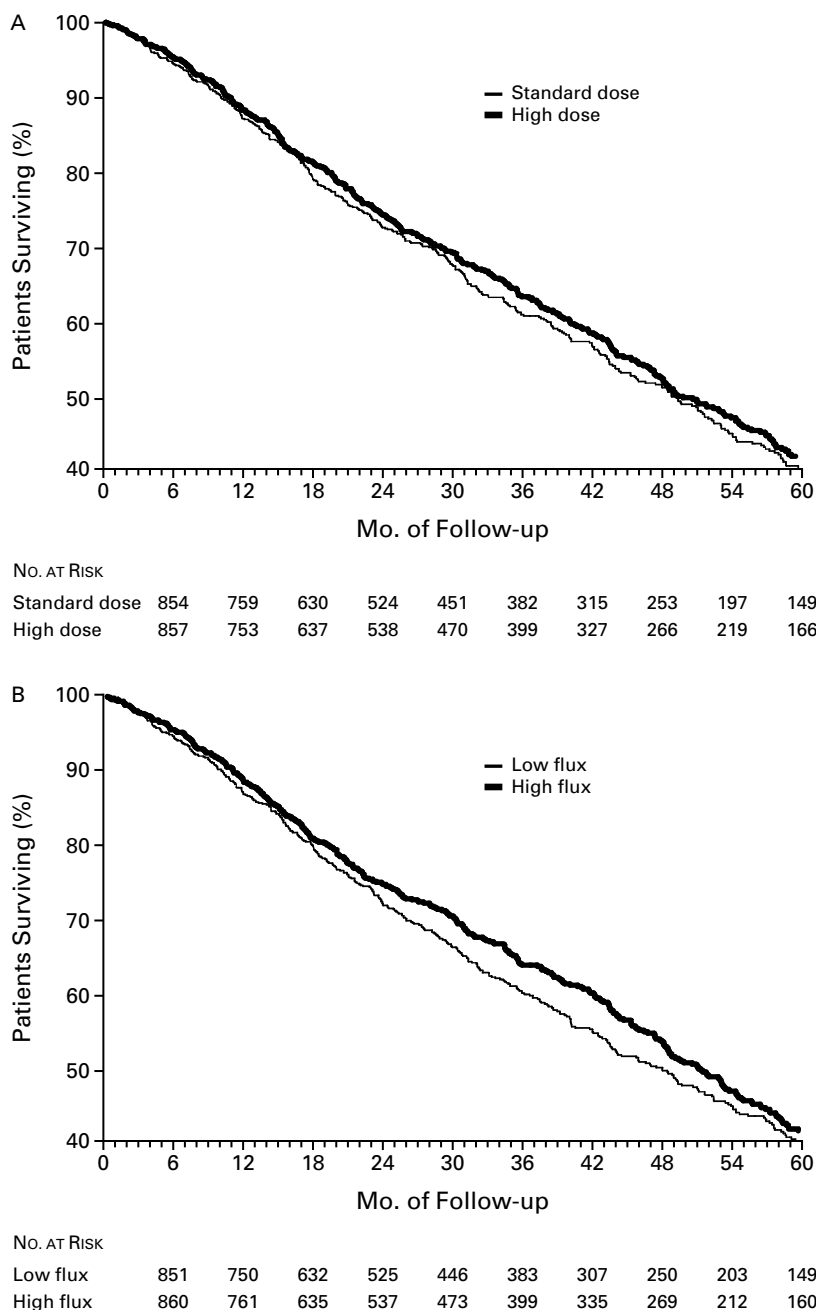 A
100
90
80
70
60
50
40
Patients Surviving (%)
Standard dose
High dose
0 6 12 18 24 30 36 42 48 54 60
Mo. of Follow-up
NO. AT RISK
Standard dose 854 759 630 524 451 382 315 253 197 149
High dose 857 753 637 538 470 399 327 266 219 166
B
100
90
80
70
60
50
40
Patients Surviving (%)
Low flux
High flux
0 6 12 18 24 30 36 42 48 54 60
Mo. of Follow-up
NO. AT RISK
Low flux 851 750 632 525 446 383 307 250 203 149
High flux 860 761 635 537 473 399 335 269 212 160